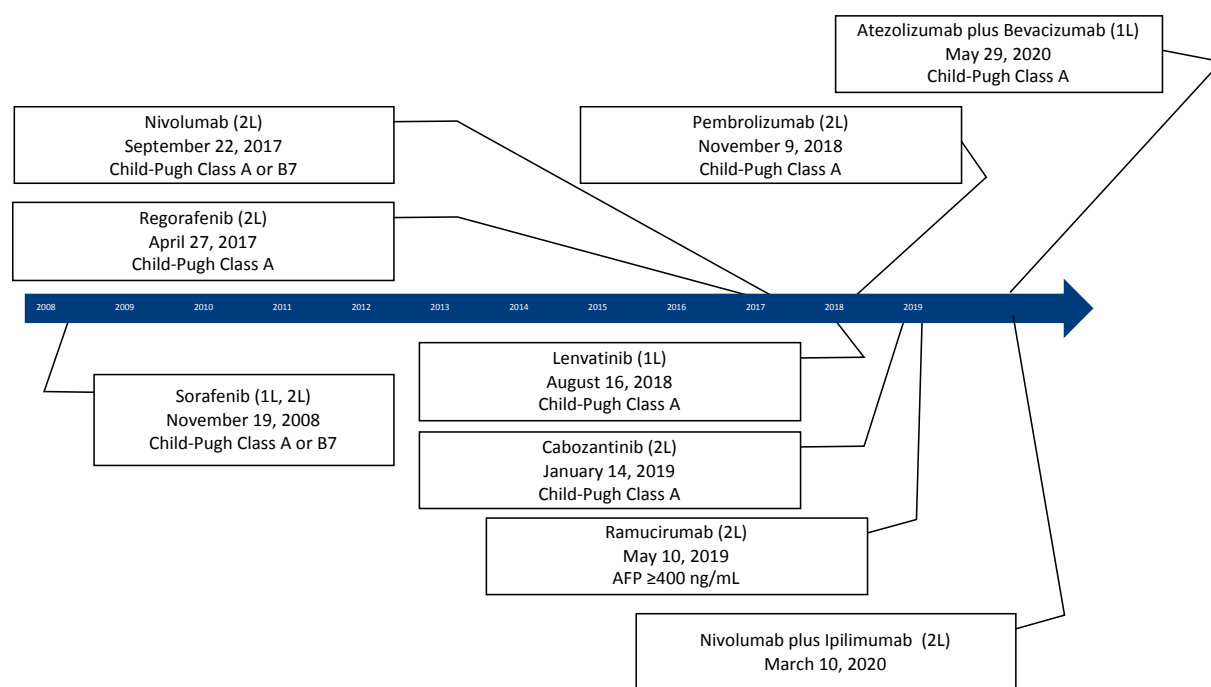 Atezolizumab plus Bevacizumab (1L)
May 29, 2020
Child-Pugh Class A
Nivolumab (2L)
September 22, 2017
Child-Pugh Class A or B7
Pembrolizumab (2L)
November 9, 2018
Child-Pugh Class A
Regorafenib (2L)
April 27, 2017
Child-Pugh Class A
2008 2009 2010 2011 2012 2013 2014 2015 2016 2017 2018 2019
Sorafenib (1L, 2L)
November 19, 2008
Child-Pugh Class A or B7
Lenvatinib (1L)
August 16, 2018
Child-Pugh Class A
Cabozantinib (2L)
January 14, 2019
Child-Pugh Class A
Ramucirumab (2L)
May 10, 2019
AFP ≥400 ng/mL
Nivolumab plus Ipilimumab (2L)
March 10, 2020